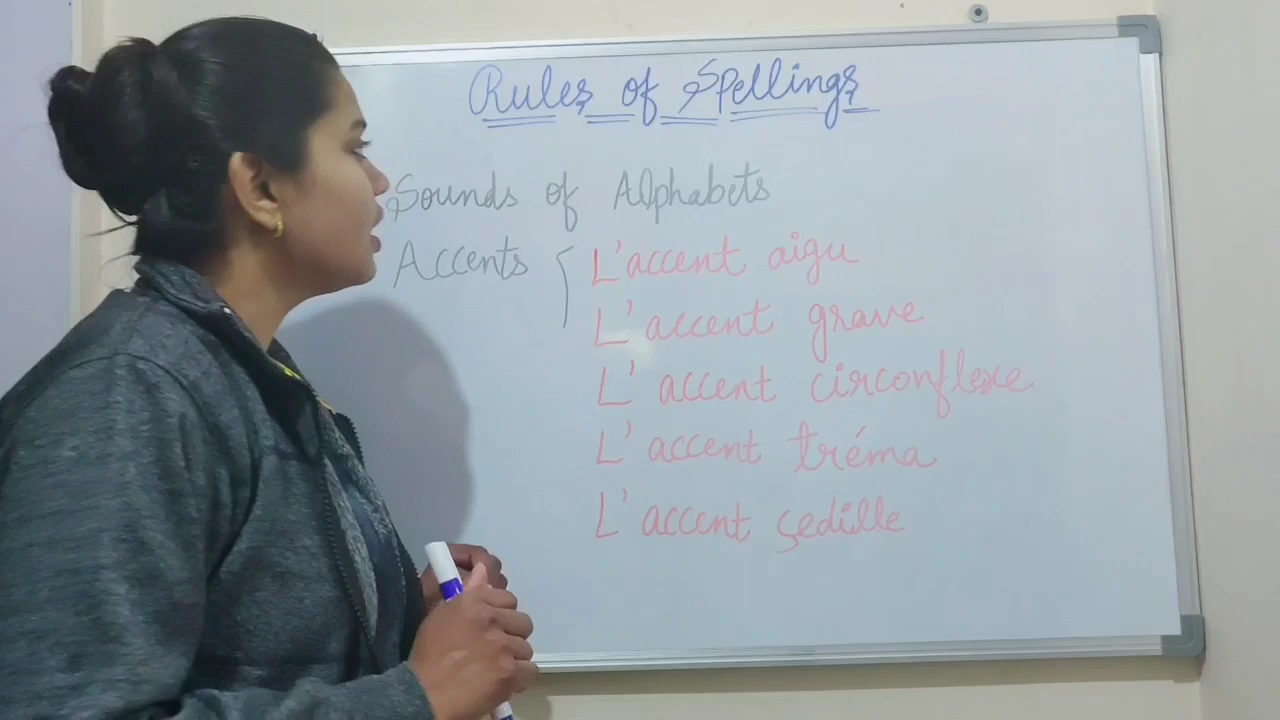 Rules of Spellings
Sounds of Alphabets
Accents { L'accent aigu
L'accent grave
L'accent circonflexe
L'accent tréma
L'accent çedille